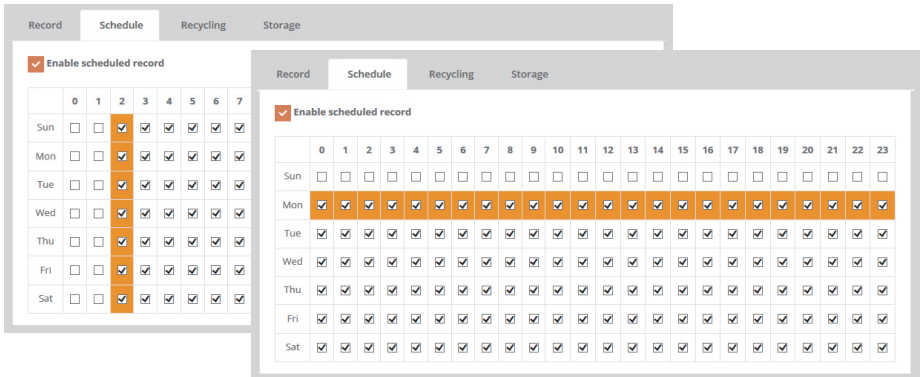 Record Schedule Recycling Storage
Enable scheduled record
0 1 2 3 4 5 6 7
Sun
Mon
Tue
Wed
Thu
Fri
Sat
Record Schedule Recycling Storage
Enable scheduled record
0 1 2 3 4 5 6 7 8 9 10 11 12 13 14 15 16 17 18 19 20 21 22 23
Sun
Mon
Tue
Wed
Thu
Fri
Sat